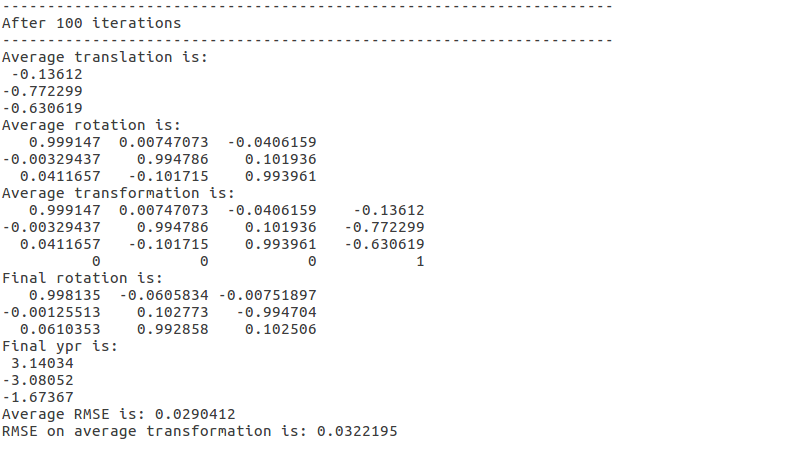 --------------------------------------------------------------------
After 100 iterations
--------------------------------------------------------------------
Average translation is:
 -0.13612
-0.772299
-0.630619
Average rotation is:
   0.999147  0.00747073  -0.0406159
-0.00329437    0.994786    0.101936
  0.0411657   -0.101715    0.993961
Average transformation is:
   0.999147  0.00747073  -0.0406159    -0.13612
-0.00329437    0.994786    0.101936   -0.772299
  0.0411657   -0.101715    0.993961   -0.630619
          0           0           0           1
Final rotation is:
   0.998135  -0.0605834 -0.00751897
-0.00125513    0.102773   -0.994704
  0.0610353    0.992858    0.102506
Final ypr is:
 3.14034
-3.08052
-1.67367
Average RMSE is: 0.0290412
RMSE on average transformation is: 0.0322195